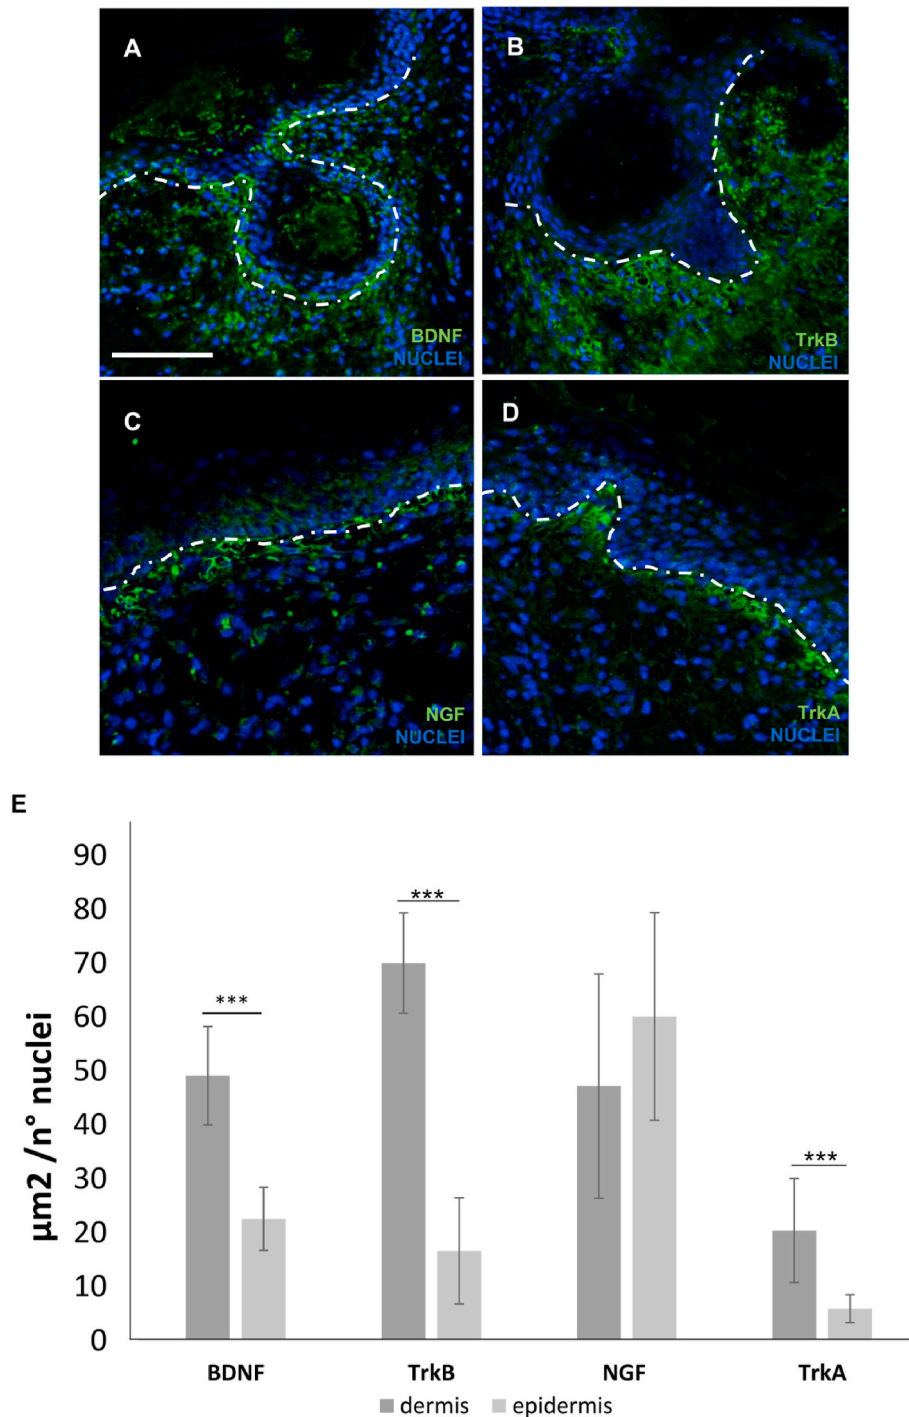 A
BDNF
NUCLEI
B
TrkB
NUCLEI
C
NGF
NUCLEI
D
TrkA
NUCLEI
E
µm2 /n° nuclei
90
80
70
60
50
40
30
20
10
0
***
***
***
BDNF TrkB NGF TrkA
dermis epidermis